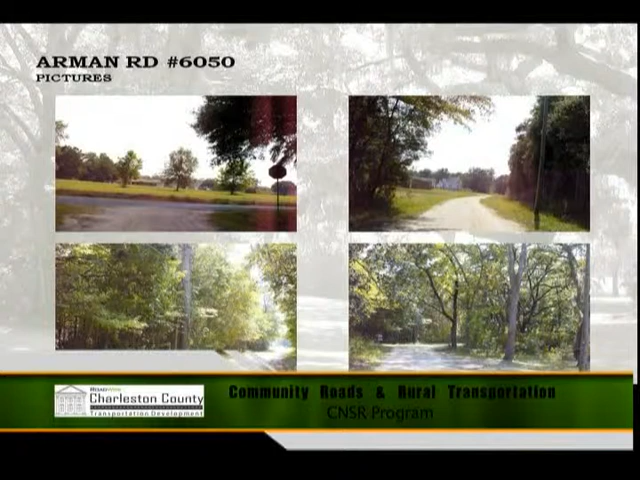 ARMAN RD #6050
PICTURES
Charleston County
Transportation Development
Community Roads & Rural Transportation
CNSR Program